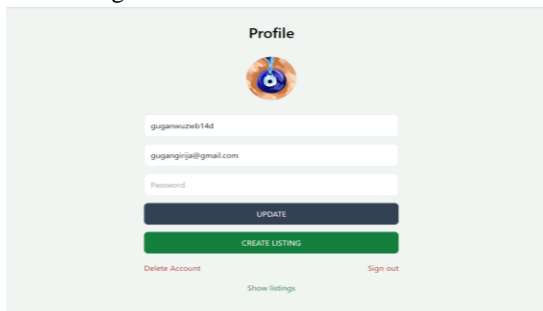 Profile
guganwuzwb14d
gugangirija@gmail.com
Password
UPDATE
CREATE LISTING
Delete Account Sign out
Show listings